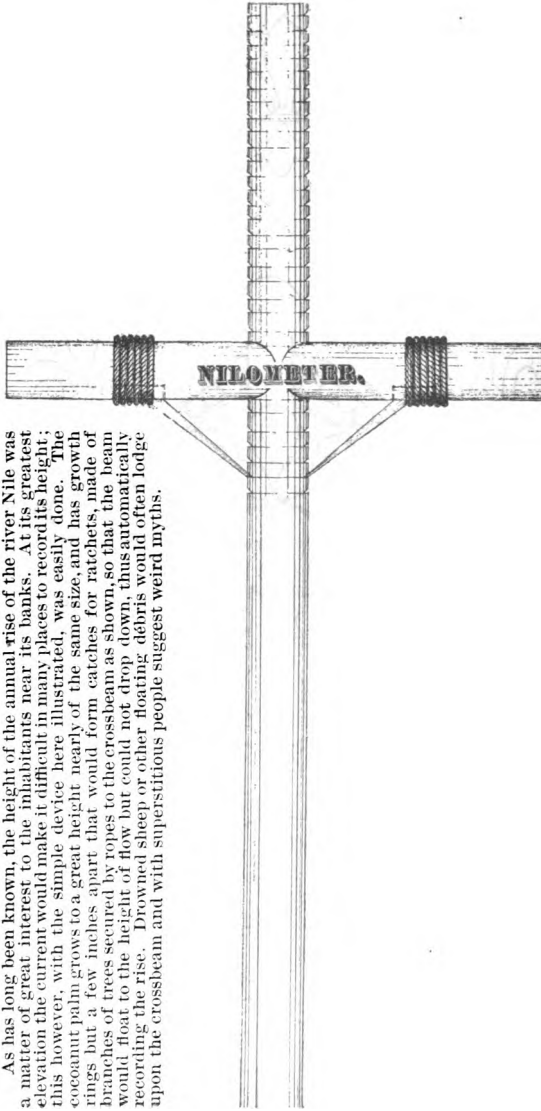 NILOMETER.
As has long been known, the height of the annual rise of the river Nile was
a matter of great interest to the inhabitants near its banks. At its greatest
elevation the current would make it difficult in many places to record its height;
this however, with the simple device here illustrated, was easily done. The
cocoanut palm grows to a great height nearly of the same size, and has growth
rings but a few inches apart that would form catches for ratchets, made of
branches of trees secured by ropes to the crossbeam as shown, so that the beam
would float to the height of flow but could not drop down, thus automatically
recording the rise. Drowned sheep or other floating débris would often lodge
upon the crossbeam and with superstitious people suggest weird myths.